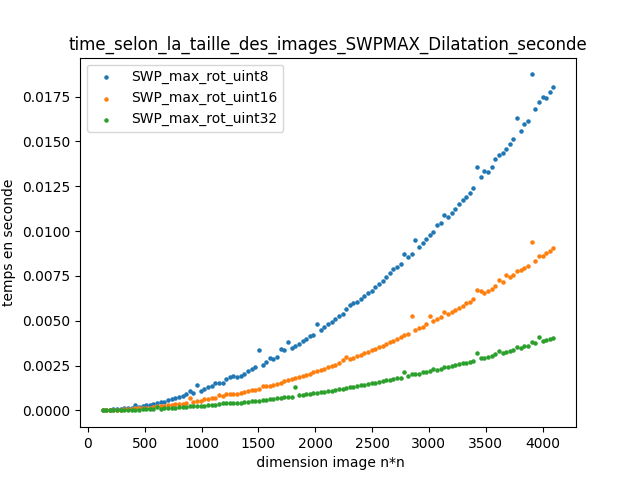 time_selon_la_taille_des_images_SWPMAX_Dilatation_seconde
SWP_max_rot_uint8
SWP_max_rot_uint16
SWP_max_rot_uint32
temps en seconde
0.0175
0.0150
0.0125
0.0100
0.0075
0.0050
0.0025
0.0000
0 500 1000 1500 2000 2500 3000 3500 4000
dimension image n*n